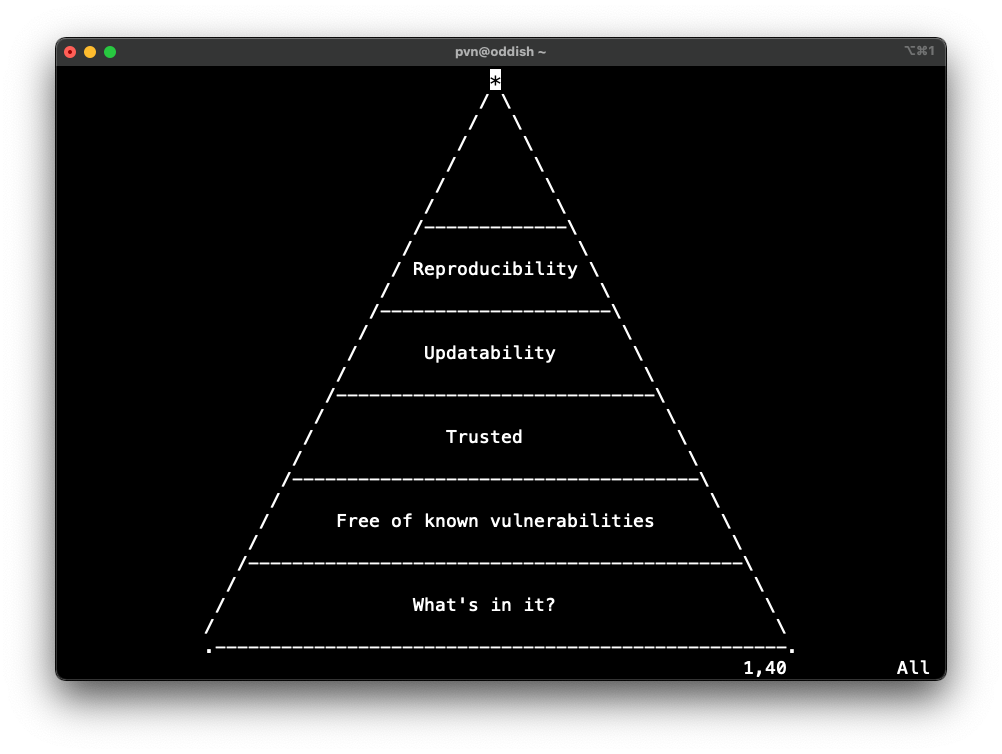 pvn@oddish ~
⌥⌘1
*
Reproducibility
Updatability
Trusted
Free of known vulnerabilities
What's in it?
1,40 All